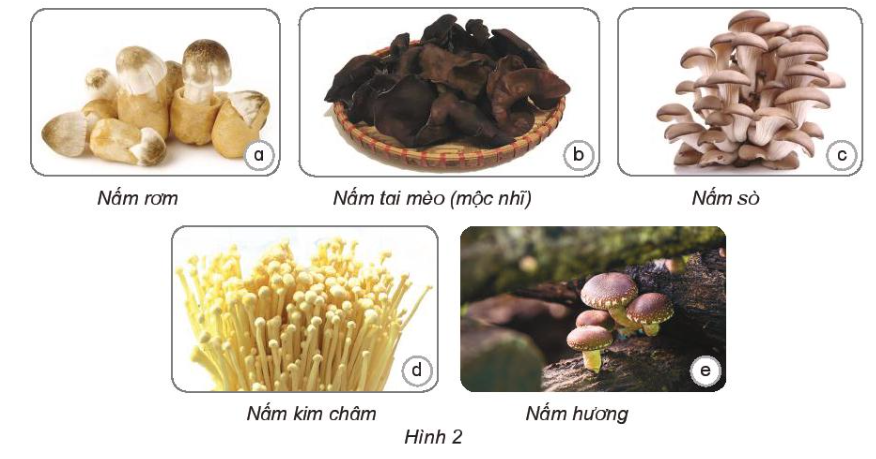 a
b
c
Nấm rơm
Nấm tai mèo (mộc nhĩ)
Nấm sò
d
e
Nấm kim châm
Nấm hương
Hình 2